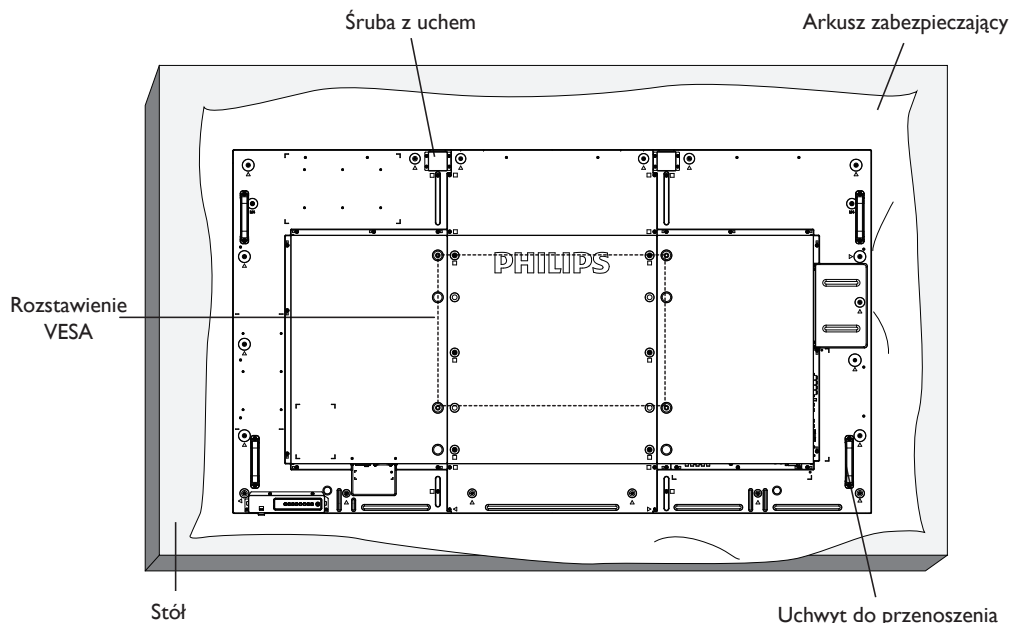 Śruba z uchem
Arkusz zabezpieczający
PHILIPS
Rozstawienie
VESA
Stół
Uchwyt do przenoszenia